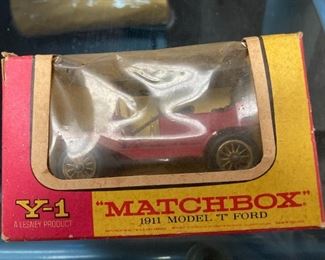 Y-1
A LESNEY PRODUCT
"MATCHBOX"
1911 MODEL 'T' FORD